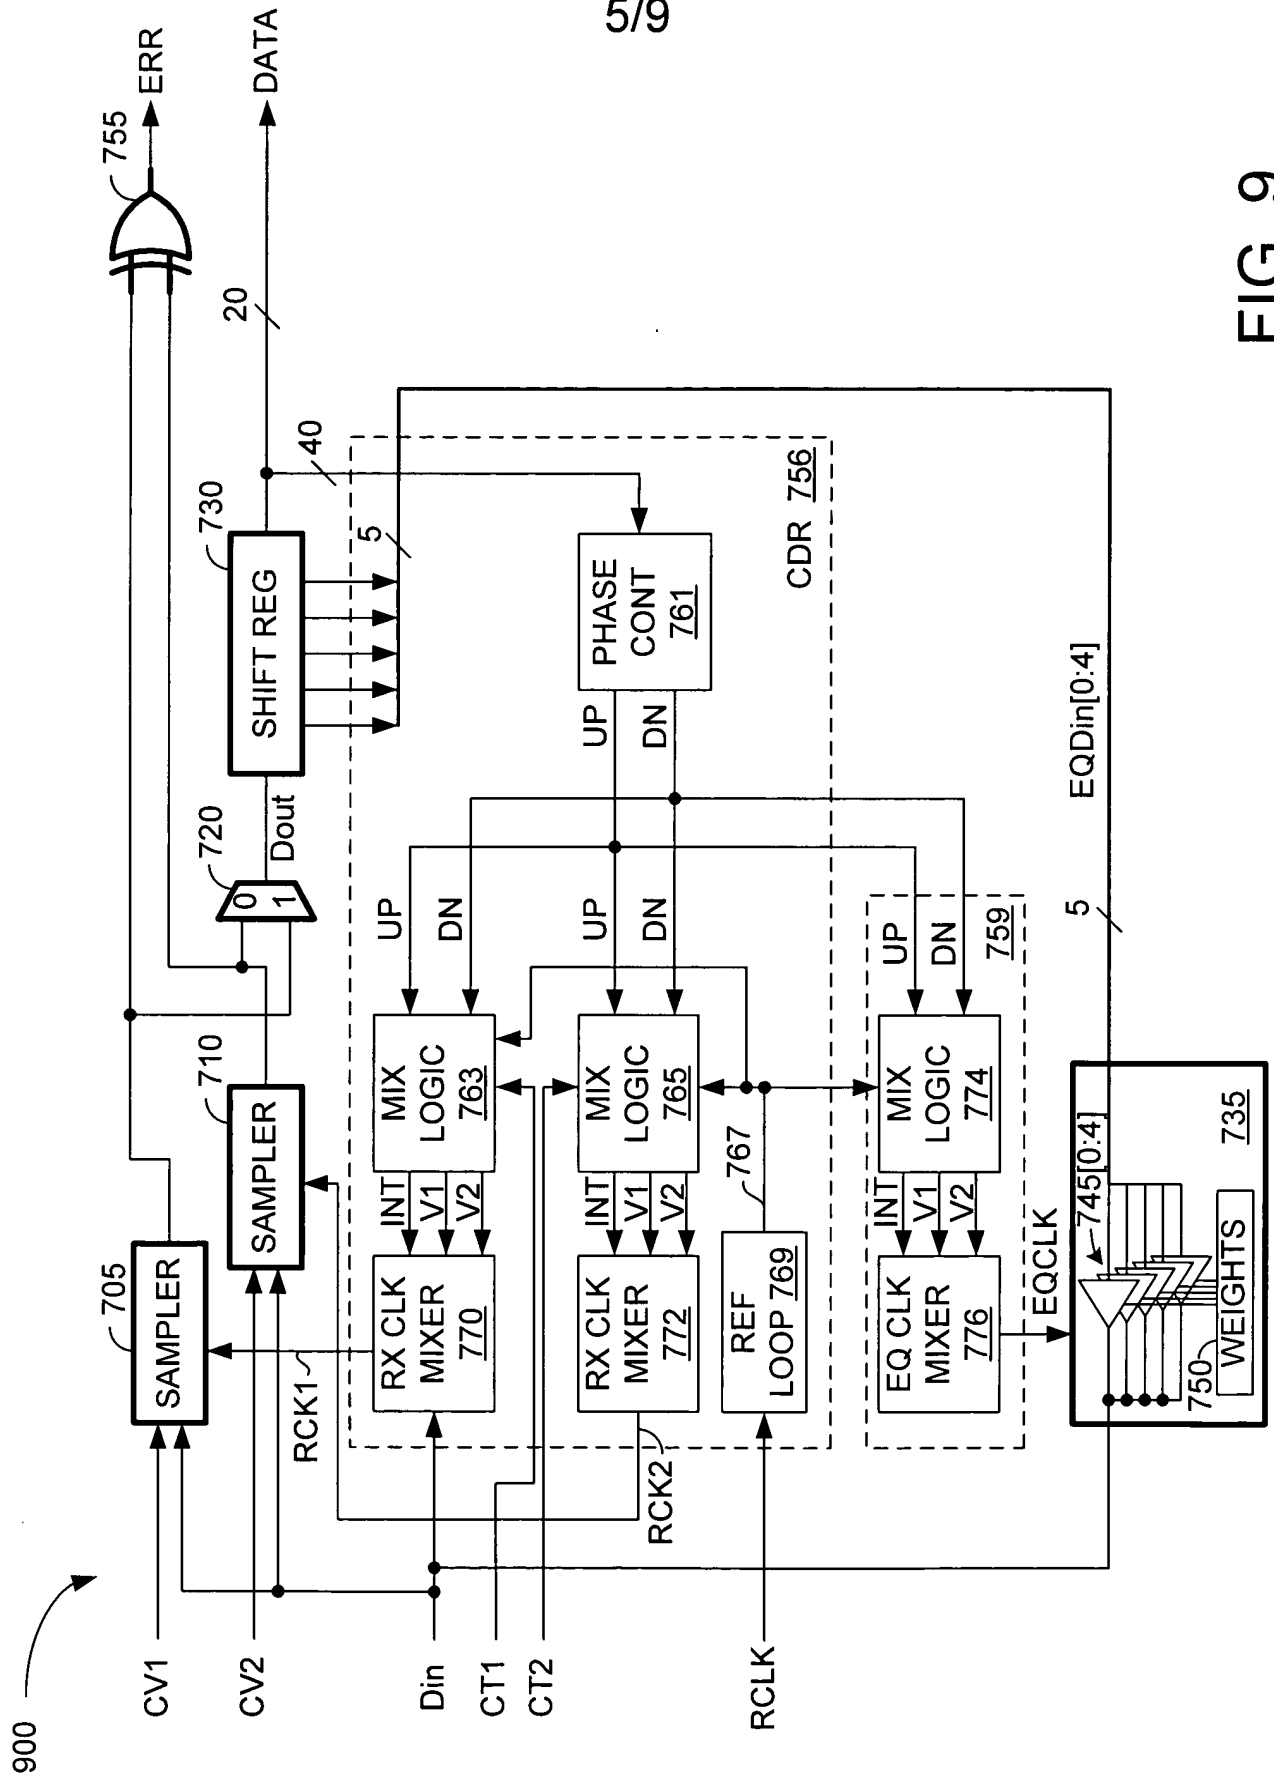 5/9
900
CV1
CV2
Din
CT1
CT2
RCLK
705
SAMPLER
710
SAMPLER
720
0
1
Dout
730
SHIFT REG
755
ERR
20
DATA
40
5
RCK1
RCK2
RX CLK
MIXER
770
INT
V1
V2
MIX
LOGIC
763
UP
DN
RX CLK
MIXER
772
INT
V1
V2
MIX
LOGIC
765
UP
DN
UP
DN
PHASE
CONT
761
CDR 756
REF
LOOP 769
767
EQ CLK
MIXER
776
INT
V1
V2
MIX
LOGIC
774
UP
DN
759
EQCLK
5
EQDin[0:4]
745[0:4]
750
WEIGHTS
735
FIG. 9